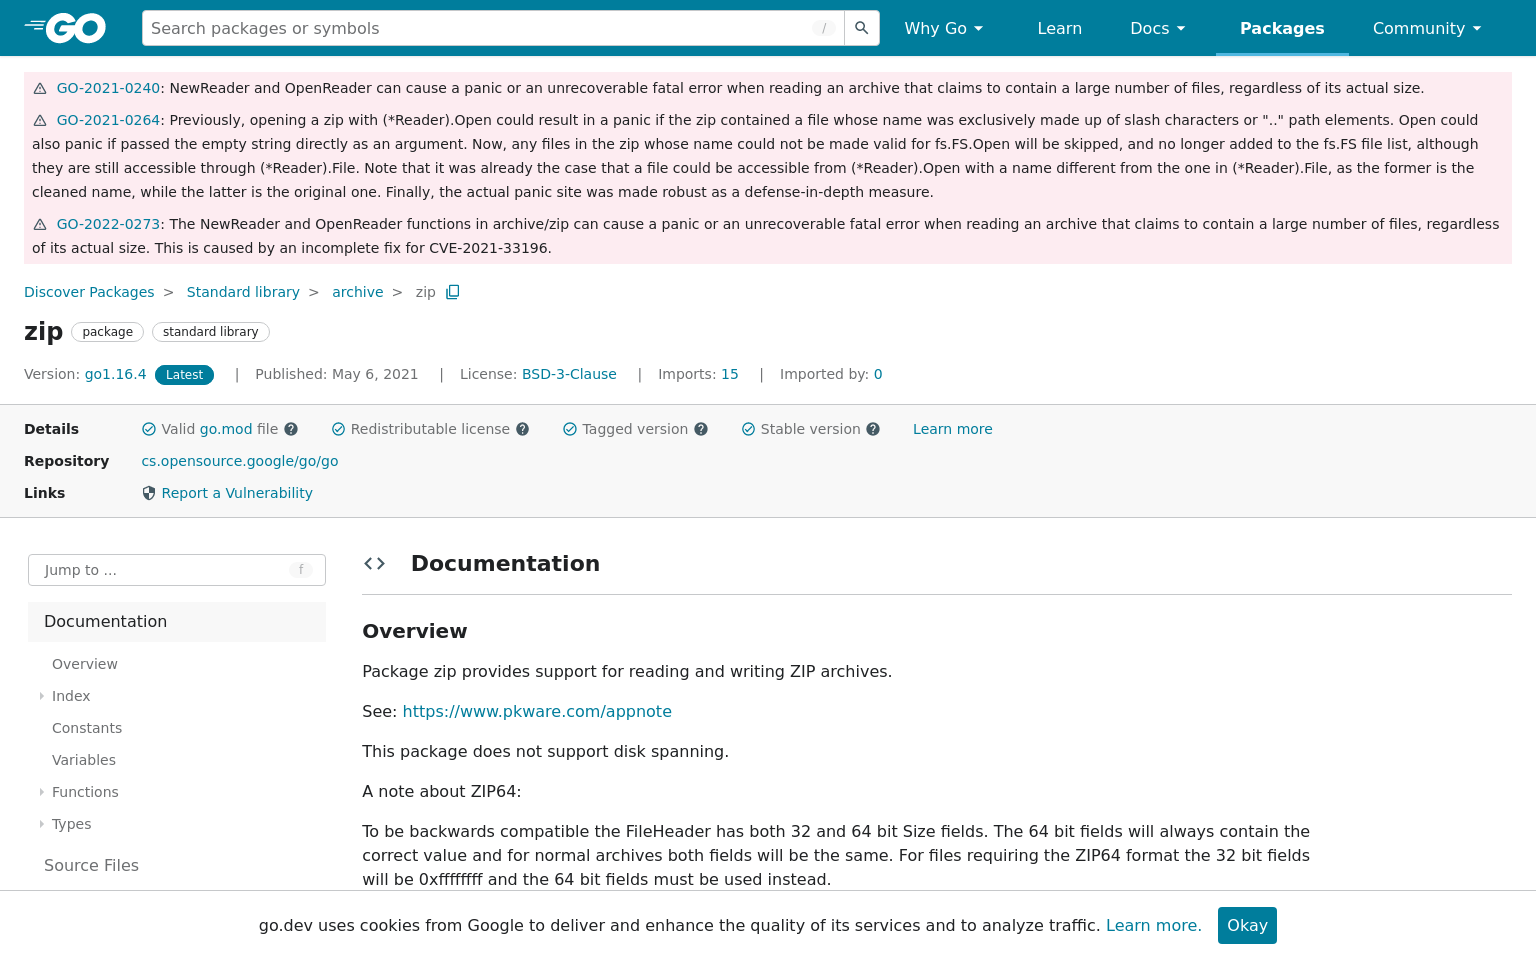 GO
Search packages or symbols
/
Why Go
Learn
Docs
Packages
Community
GO-2021-0240: NewReader and OpenReader can cause a panic or an unrecoverable fatal error when reading an archive that claims to contain a large number of files, regardless of its actual size.
GO-2021-0264: Previously, opening a zip with (*Reader).Open could result in a panic if the zip contained a file whose name was exclusively made up of slash characters or ".." path elements. Open could
also panic if passed the empty string directly as an argument. Now, any files in the zip whose name could not be made valid for fs.FS.Open will be skipped, and no longer added to the fs.FS file list, although
they are still accessible through (*Reader).File. Note that it was already the case that a file could be accessible from (*Reader).Open with a name different from the one in (*Reader).File, as the former is the
cleaned name, while the latter is the original one. Finally, the actual panic site was made robust as a defense-in-depth measure.
GO-2022-0273: The NewReader and OpenReader functions in archive/zip can cause a panic or an unrecoverable fatal error when reading an archive that claims to contain a large number of files, regardless
of its actual size. This is caused by an incomplete fix for CVE-2021-33196.
Discover Packages > Standard library > archive > zip
zip package standard library
Version: go1.16.4 Latest | Published: May 6, 2021 | License: BSD-3-Clause | Imports: 15 | Imported by: 0
Details
Valid go.mod file
Redistributable license
Tagged version
Stable version
Learn more
Repository
cs.opensource.google/go/go
Links
Report a Vulnerability
Jump to ...
f
Documentation
Overview
Index
Constants
Variables
Functions
Types
Source Files
Documentation
Overview
Package zip provides support for reading and writing ZIP archives.
See: https://www.pkware.com/appnote
This package does not support disk spanning.
A note about ZIP64:
To be backwards compatible the FileHeader has both 32 and 64 bit Size fields. The 64 bit fields will always contain the
correct value and for normal archives both fields will be the same. For files requiring the ZIP64 format the 32 bit fields
will be 0xffffffff and the 64 bit fields must be used instead.
go.dev uses cookies from Google to deliver and enhance the quality of its services and to analyze traffic. Learn more.
Okay